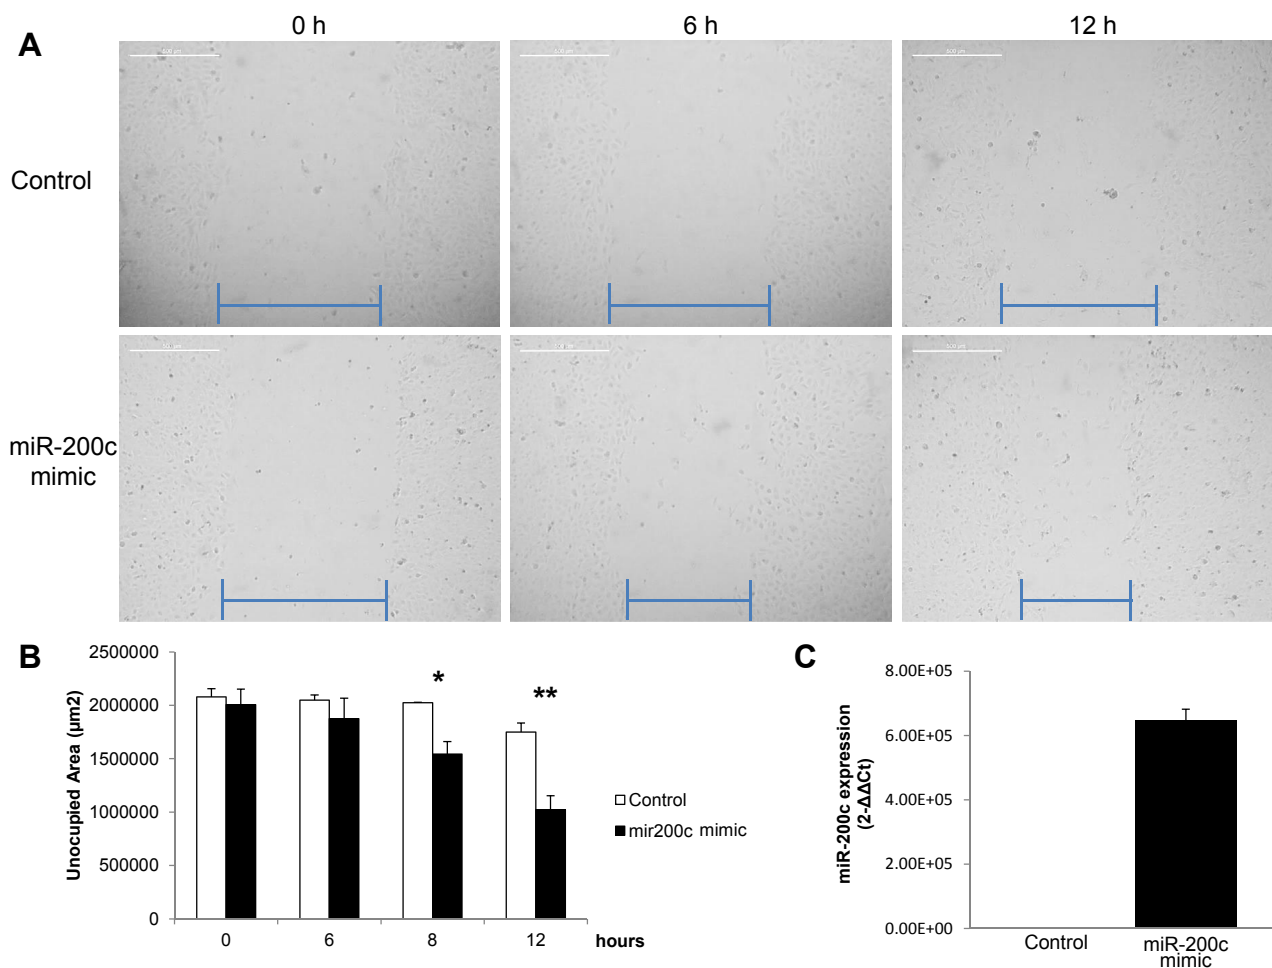 A
0 h
6 h
12 h
Control
miR-200c
mimic
B
Unocupied Area (µm2)
2500000
2000000
1500000
1000000
500000
0
*
**
0
6
8
12
hours
Control
mir200c mimic
C
miR-200c expression
(2-ΔΔCt)
8.00E+05
6.00E+05
4.00E+05
2.00E+05
0.00E+00
Control
miR-200c
mimic